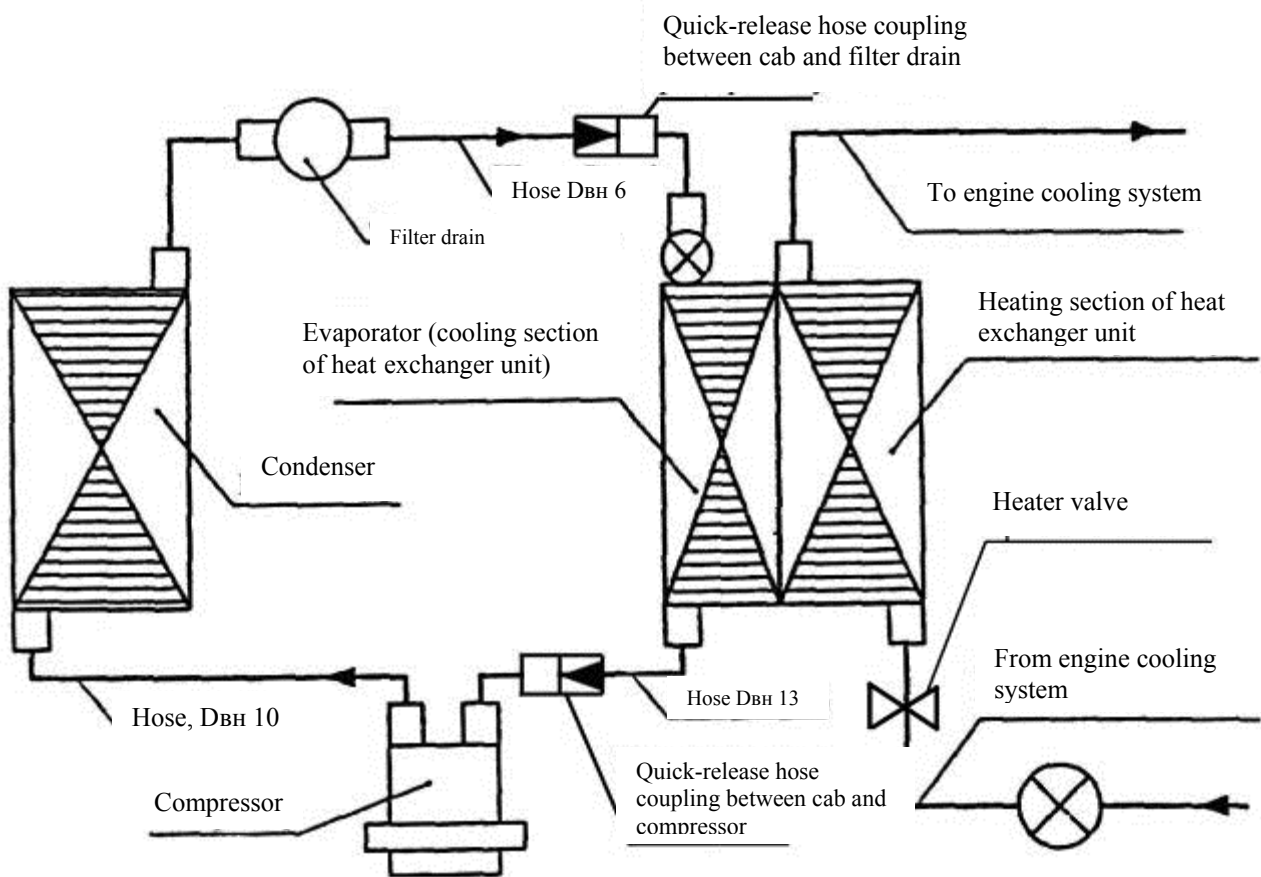 Quick-release hose coupling
between cab and filter drain
Hose Dвн 6
Filter drain
To engine cooling system
Evaporator (cooling section
of heat exchanger unit)
Heating section of heat
exchanger unit
Condenser
Heater valve
From engine cooling
system
Hose, Dвн 10
Hose Dвн 13
Compressor
Quick-release hose
coupling between cab and
compressor